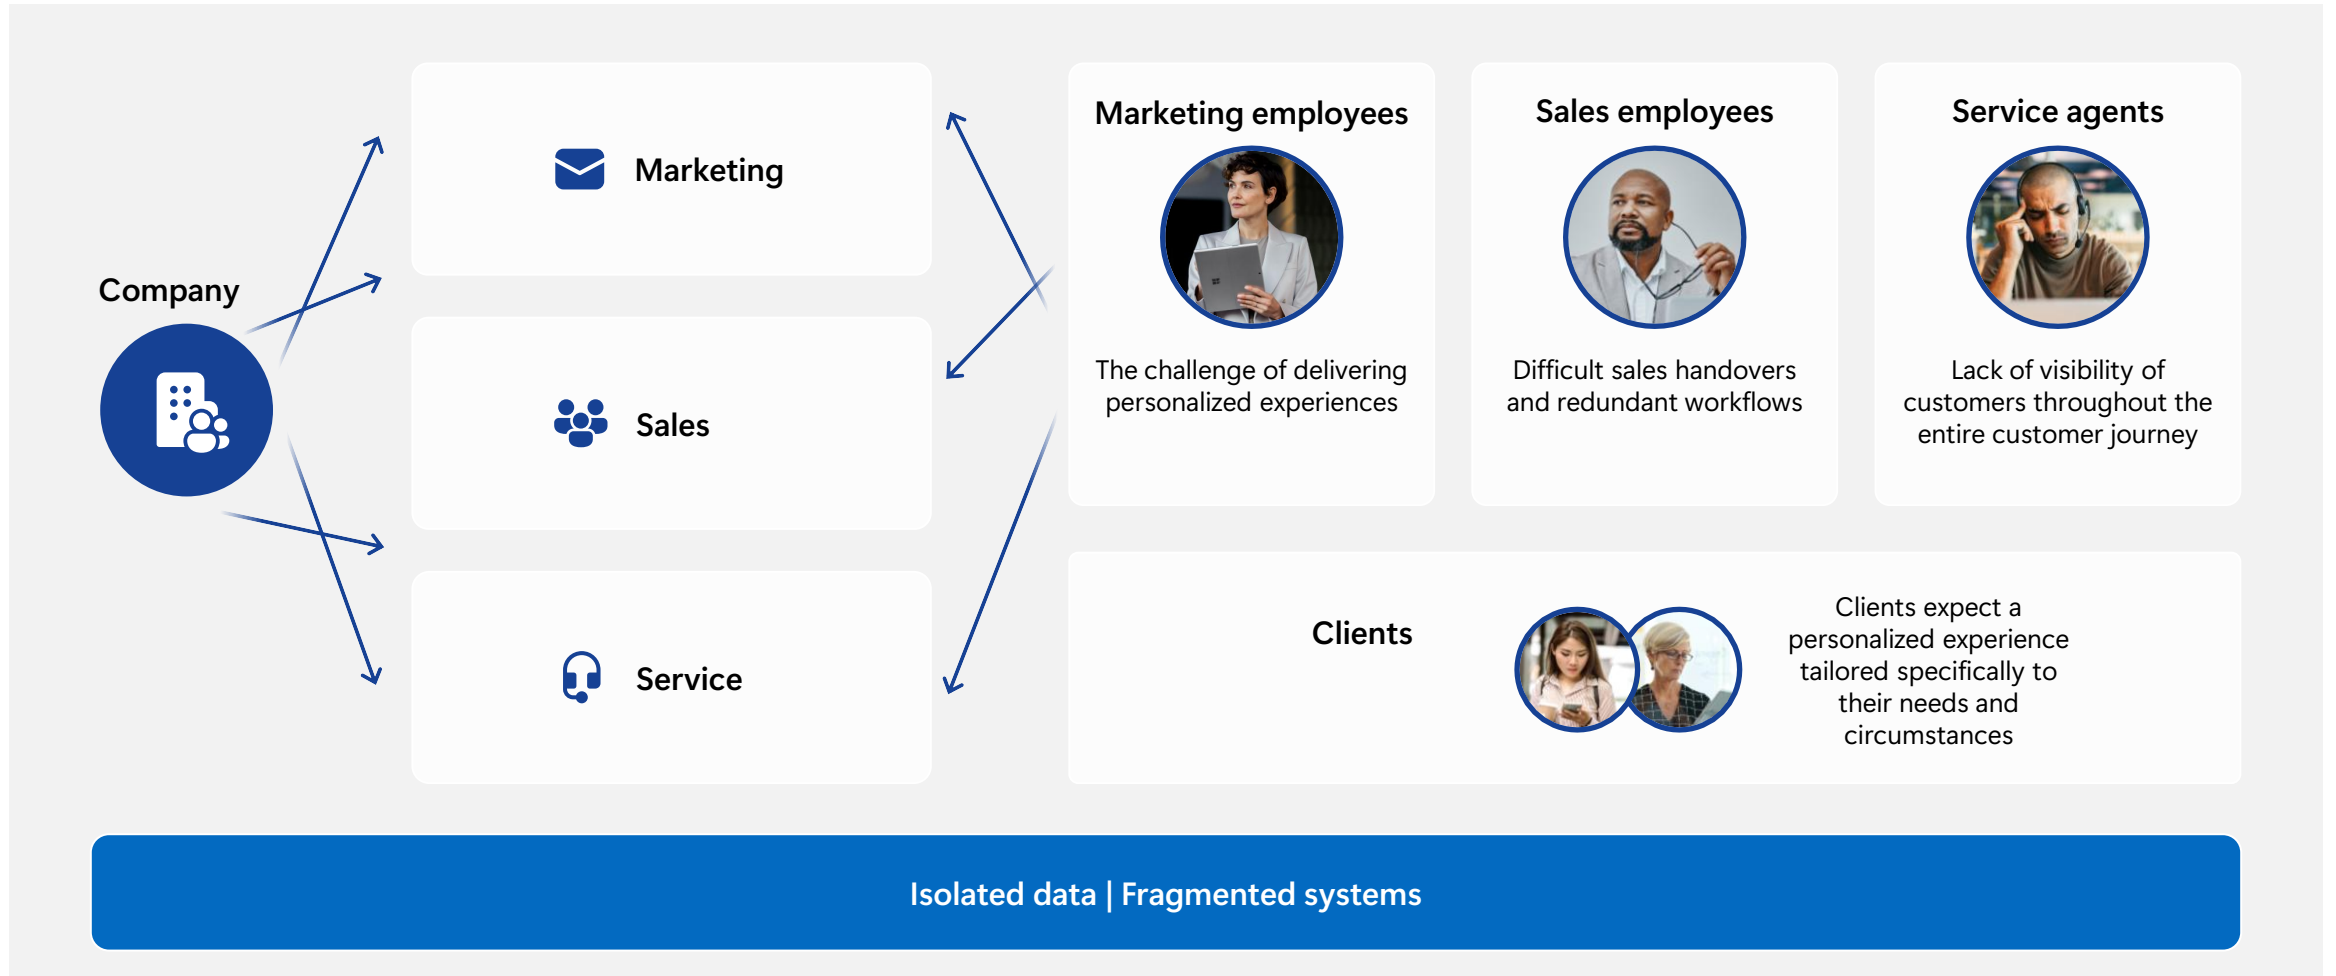 Company
Marketing
Sales
Service
Marketing employees
The challenge of delivering
personalized experiences
Sales employees
Difficult sales handovers
and redundant workflows
Service agents
Lack of visibility of
customers throughout the
entire customer journey
Clients
Clients expect a
personalized experience
tailored specifically to
their needs and
circumstances
Isolated data | Fragmented systems